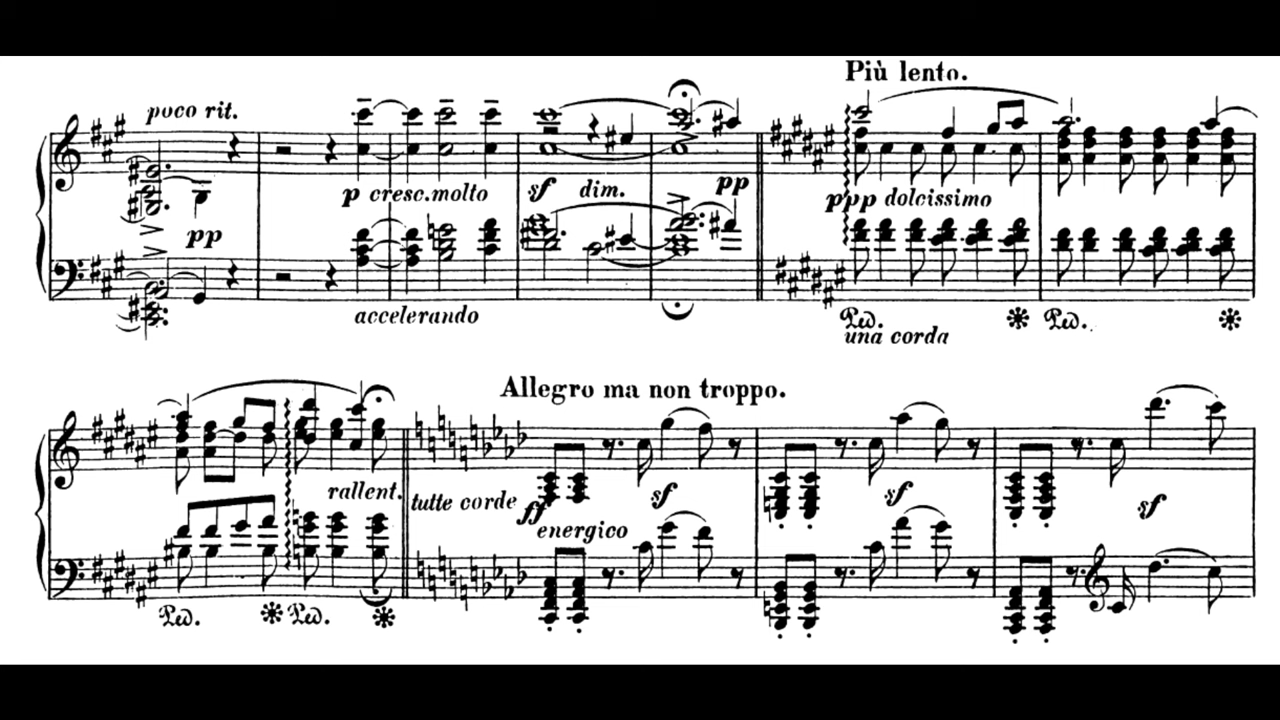 Più lento.
poco rit.
p cresc. molto
sf dim.
pp
ppp dolcissimo
pp
accelerando
Ped. Ped.
una corda
Allegro ma non troppo.
rallent.
tutte corde
ff
sf
sf
sf
energico
Ped. Ped.